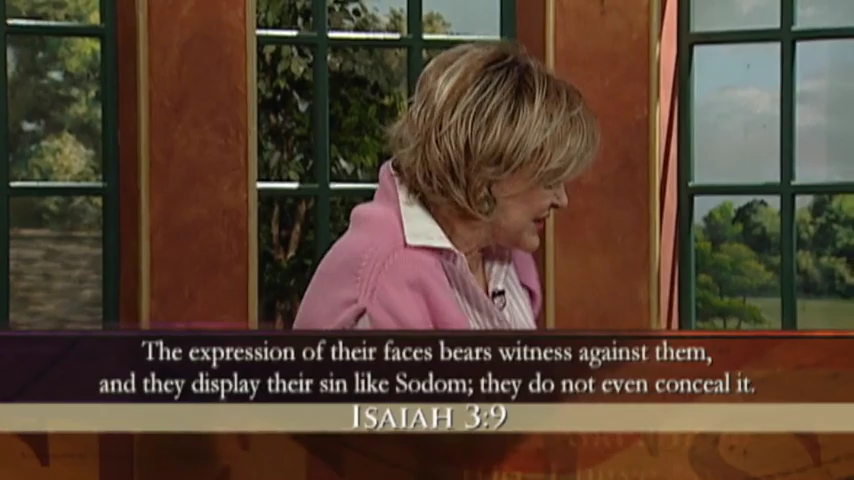 The expression of their faces bears witness against them,
and they display their sin like Sodom; they do not even conceal it.
ISAIAH 3:9